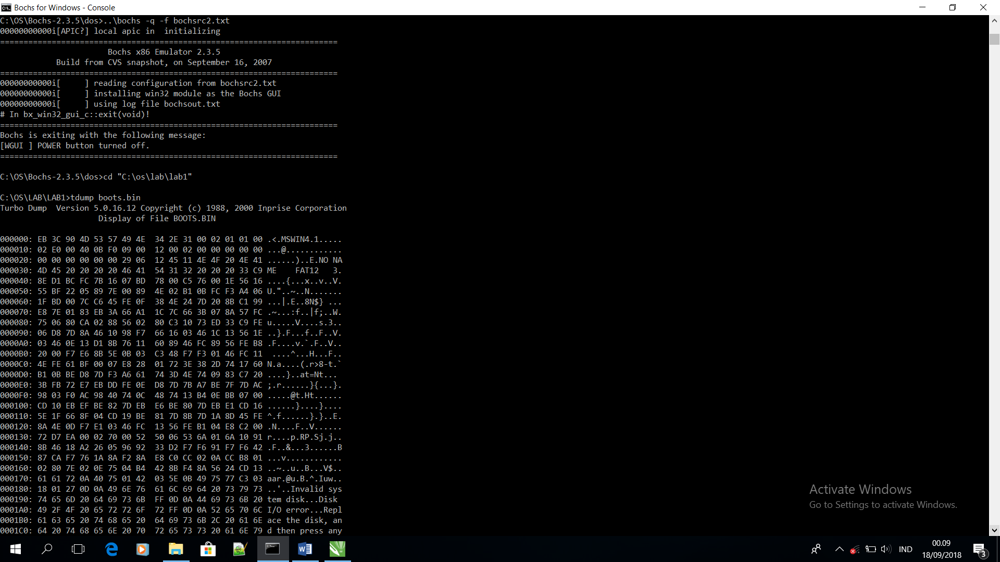 Bochs for Windows - Console
C:\OS\Bochs-2.3.5\dos>..\bochs -q -f bochsrc2.txt
00000000000i[APIC?] local apic in  initializing
========================================================================
                       Bochs x86 Emulator 2.3.5
            Build from CVS snapshot, on September 16, 2007
========================================================================
00000000000i[     ] reading configuration from bochsrc2.txt
00000000000i[     ] installing win32 module as the Bochs GUI
00000000000i[     ] using log file bochsout.txt
# In bx_win32_gui_c::exit(void)!
========================================================================
Bochs is exiting with the following message:
[WGUI ] POWER button turned off.
========================================================================
C:\OS\Bochs-2.3.5\dos>cd "C:\os\lab\lab1"
C:\OS\LAB\LAB1>tdump boots.bin
Turbo Dump  Version 5.0.16.12 Copyright (c) 1988, 2000 Inprise Corporation
                     Display of File BOOTS.BIN
000000: EB 3C 90 4D 53 57 49 4E  34 2E 31 00 02 01 01 00 .<.MSWIN4.1.....
000010: 02 E0 00 40 0B F0 09 00  12 00 02 00 00 00 00 00 ...@............
000020: 00 00 00 00 00 00 29 06  12 45 11 4E 4F 20 4E 41 ......)..E.NO NA
000030: 4D 45 20 20 20 20 46 41  54 31 32 20 20 20 33 C9 ME    FAT12   3.
000040: 8E D1 BC FC 7B 16 07 BD  78 00 C5 76 00 1E 56 16 ....{...x..v..V.
000050: 55 BF 22 05 89 7E 00 89  4E 02 B1 0B FC F3 A4 06 U."..~..N.......
000060: 1F BD 00 7C C6 45 FE 0F  38 4E 24 7D 20 8B C1 99 ...|.E..8N$} ...
000070: E8 7E 01 83 EB 3A 66 A1  1C 7C 66 3B 07 8A 57 FC .~...:f..|f;..W.
000080: 75 06 80 CA 02 88 56 02  80 C3 10 73 ED 33 C9 FE u.....V....s.3..
000090: 06 D8 7D 8A 46 10 98 F7  66 16 03 46 1C 13 56 1E ..}.F...f..F..V.
0000A0: 03 46 0E 13 D1 8B 76 11  60 89 46 FC 89 56 FE B8 .F....v.`.F..V..
0000B0: 20 00 F7 E6 8B 5E 0B 03  C3 48 F7 F3 01 46 FC 11  ....^...H...F..
0000C0: 4E FE 61 BF 00 07 E8 28  01 72 3E 38 2D 74 17 60 N.a....(.r>8-t.`
0000D0: B1 0B BE D8 7D F3 A6 61  74 3D 4E 74 09 83 C7 20 ....}..at=Nt...
0000E0: 3B FB 72 E7 EB DD FE 0E  D8 7D 7B A7 BE 7F 7D AC ;.r......}{...}.
0000F0: 98 03 F0 AC 98 40 74 0C  48 74 13 B4 0E BB 07 00 .....@t.Ht......
000100: CD 10 EB EF BE 82 7D EB  E6 BE 80 7D EB E1 CD 16 ......}....}....
000110: 5E 1F 66 8F 04 CD 19 BE  81 7D 8B 7D 1A 8D 45 FE ^.f......}.}..E.
000120: 8A 4E 0D F7 E1 03 46 FC  13 56 FE B1 04 E8 C2 00 .N....F..V......
000130: 72 D7 EA 00 02 70 00 52  50 06 53 6A 01 6A 10 91 r....p.RP.Sj.j..
000140: 8B 46 18 A2 26 05 96 92  33 D2 F7 F6 91 F7 F6 42 .F..&...3......B
000150: 87 CA F7 76 1A 8A F2 8A  E8 C0 CC 02 0A CC B8 01 ...v............
000160: 02 80 7E 02 0E 75 04 B4  42 8B F4 8A 56 24 CD 13 ..~..u..B...V$..
000170: 61 61 72 0A 40 75 01 42  03 5E 0B 49 75 77 C3 03 aar.@u.B.^.Iuw..
000180: 18 01 27 0D 0A 49 6E 76  61 6C 69 64 20 73 79 73 ..'..Invalid sys
000190: 74 65 6D 20 64 69 73 6B  FF 0D 0A 44 69 73 6B 20 tem disk...Disk
0001A0: 49 2F 4F 20 65 72 72 6F  72 FF 0D 0A 52 65 70 6C I/O error...Repl
0001B0: 61 63 65 20 74 68 65 20  64 69 73 6B 2C 20 61 6E ace the disk, an
0001C0: 64 20 74 68 65 6E 20 70  72 65 73 73 20 61 6E 79 d then press any
Activate Windows
Go to Settings to activate Windows.
IND
00.09
18/09/2018
3